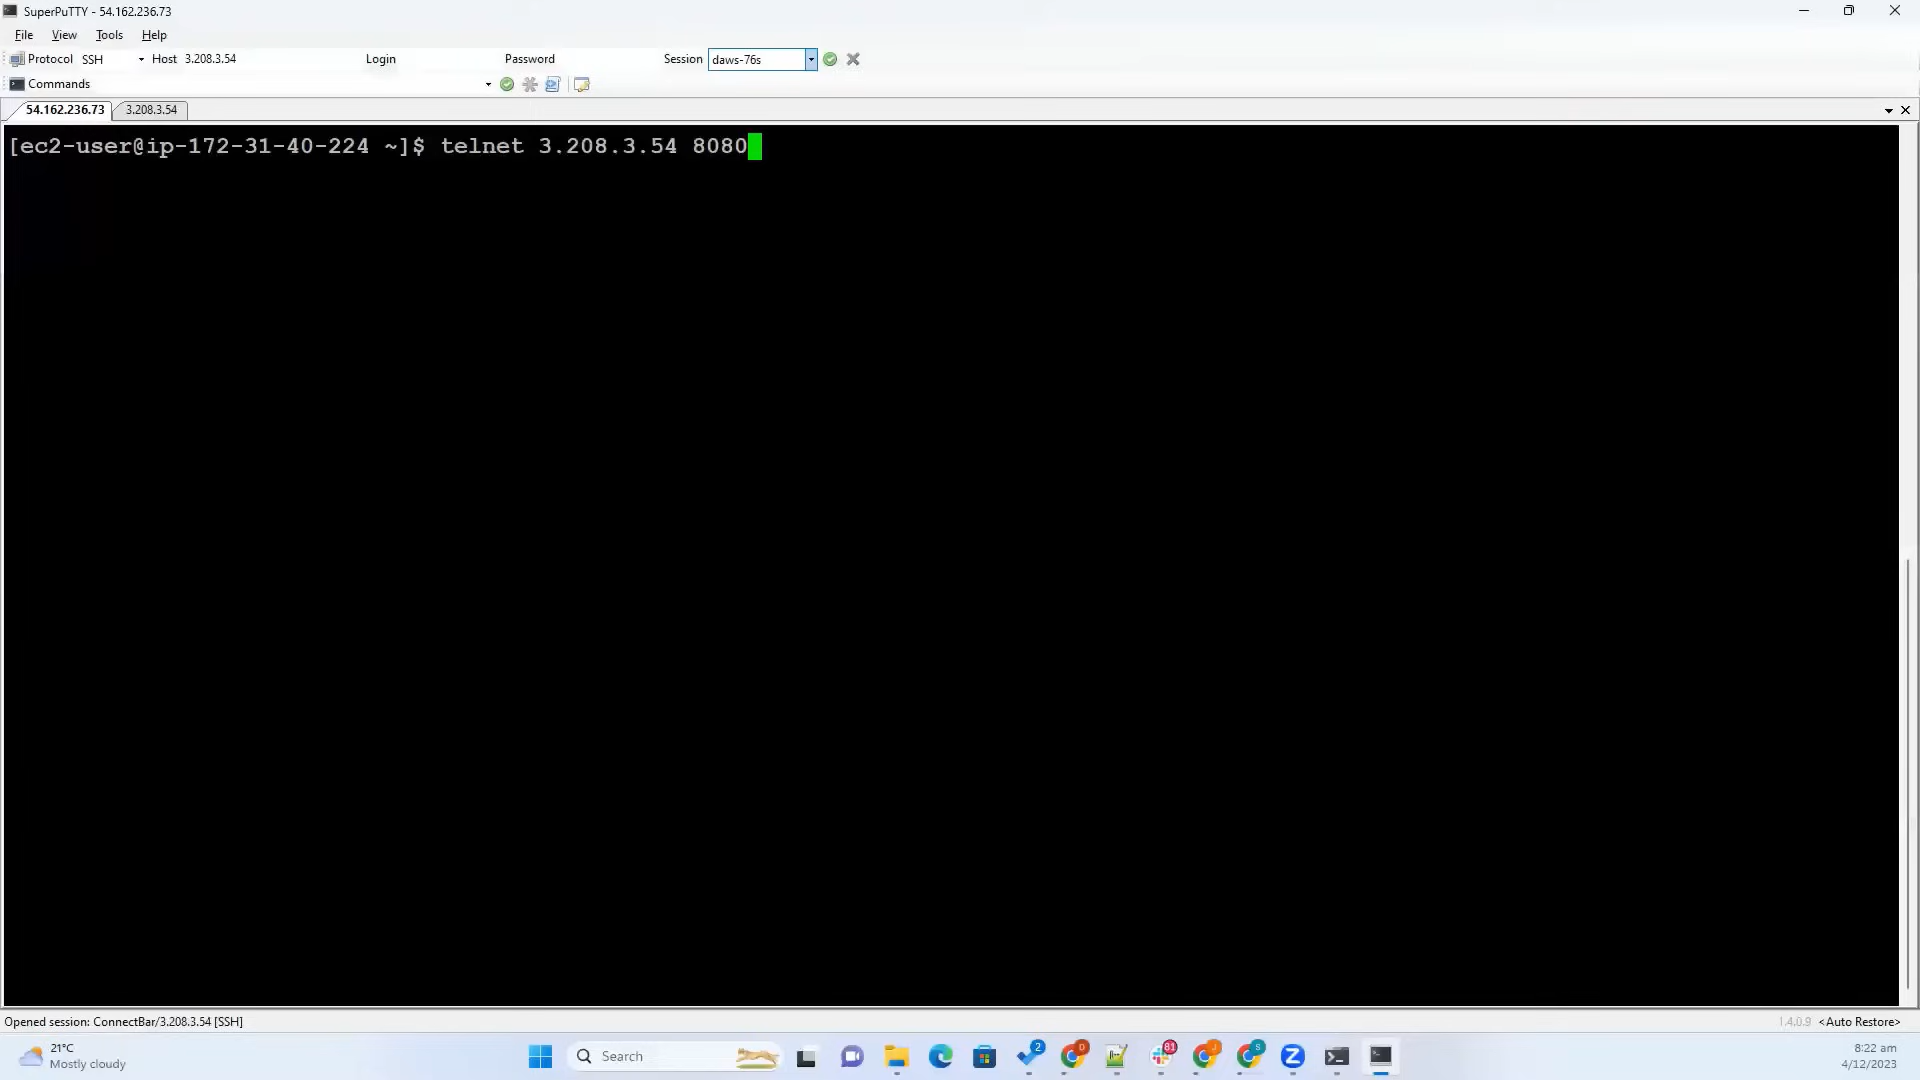 SuperPuTTY - 54.162.236.73
File View Tools Help
Protocol SSH Host 3.208.3.54 Login Password Session daws-76s
Commands
54.162.236.73 3.208.3.54
[ec2-user@ip-172-31-40-224 ~]$ telnet 3.208.3.54 8080
Opened session: ConnectBar/3.208.3.54 [SSH] 1.4.0.9 <Auto Restore>
21°C
Mostly cloudy
Search
2
D
81
J
S
8:22 am
4/12/2023